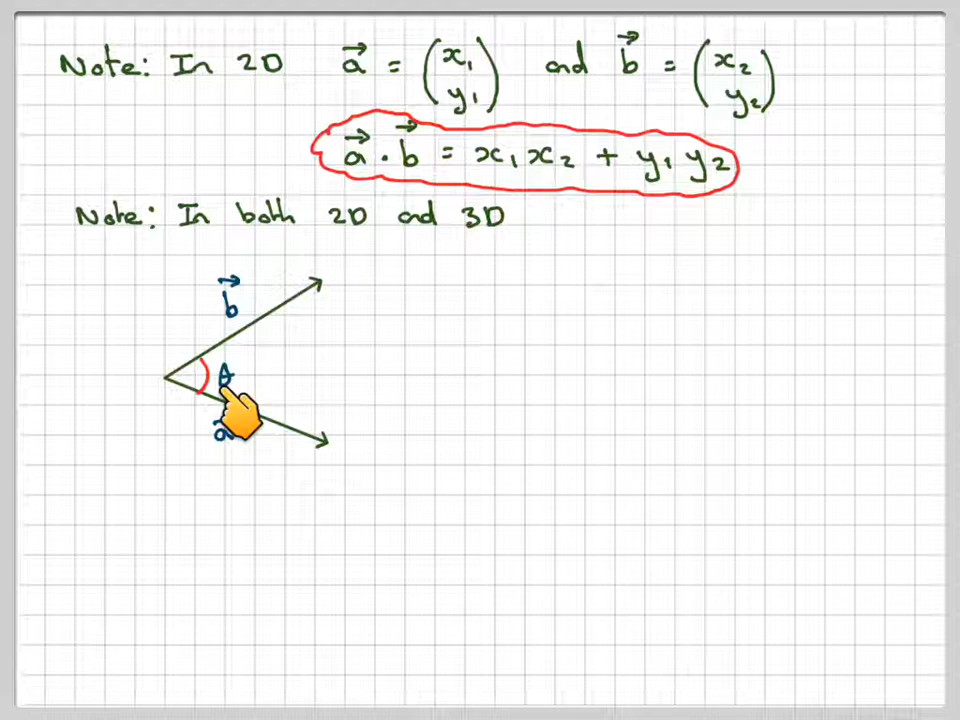 Note: In 2D a⃗ = (x₁ y₁) and b⃗ = (x₂ y₂)
a⃗ · b⃗ = x₁x₂ + y₁y₂
Note: In both 2D and 3D
b⃗
θ
a⃗